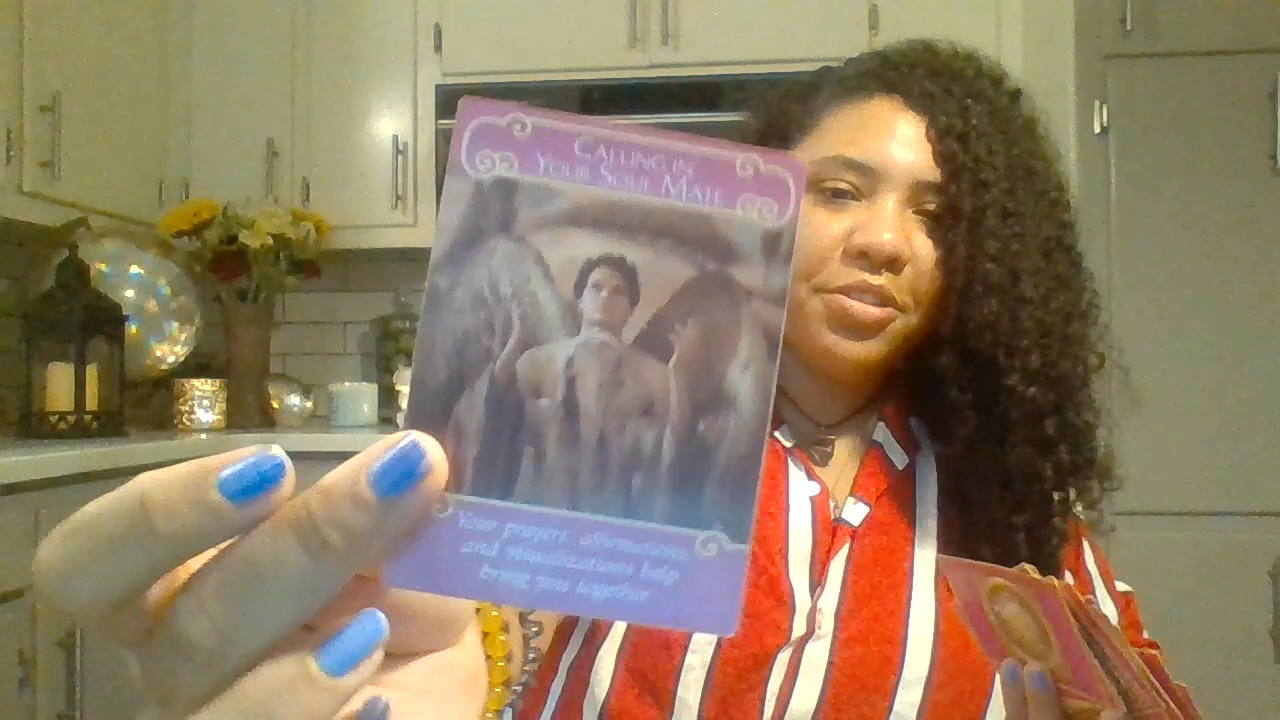 CALLING IN
YOUR SOUL MATE
Your prayers, affirmations,
and visualizations help
bring you together